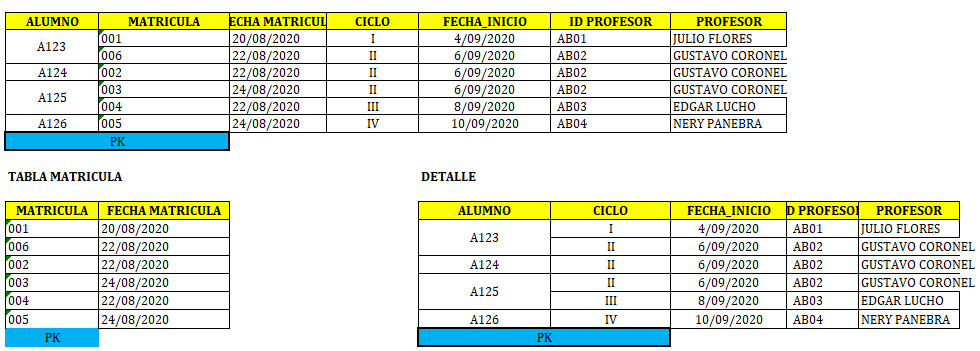 ALUMNO MATRICULA ECHA MATRICUL CICLO FECHA_INICIO ID PROFESOR PROFESOR
A123 001 20/08/2020 I 4/09/2020 AB01 JULIO FLORES
006 22/08/2020 II 6/09/2020 AB02 GUSTAVO CORONEL
A124 002 22/08/2020 II 6/09/2020 AB02 GUSTAVO CORONEL
A125 003 24/08/2020 II 6/09/2020 AB02 GUSTAVO CORONEL
004 22/08/2020 III 8/09/2020 AB03 EDGAR LUCHO
A126 005 24/08/2020 IV 10/09/2020 AB04 NERY PANEBRA
PK
TABLA MATRICULA
MATRICULA FECHA MATRICULA
001 20/08/2020
006 22/08/2020
002 22/08/2020
003 24/08/2020
004 22/08/2020
005 24/08/2020
PK
DETALLE
ALUMNO CICLO FECHA_INICIO D PROFESOR PROFESOR
A123 I 4/09/2020 AB01 JULIO FLORES
II 6/09/2020 AB02 GUSTAVO CORONEL
A124 II 6/09/2020 AB02 GUSTAVO CORONEL
A125 II 6/09/2020 AB02 GUSTAVO CORONEL
III 8/09/2020 AB03 EDGAR LUCHO
A126 IV 10/09/2020 AB04 NERY PANEBRA
PK